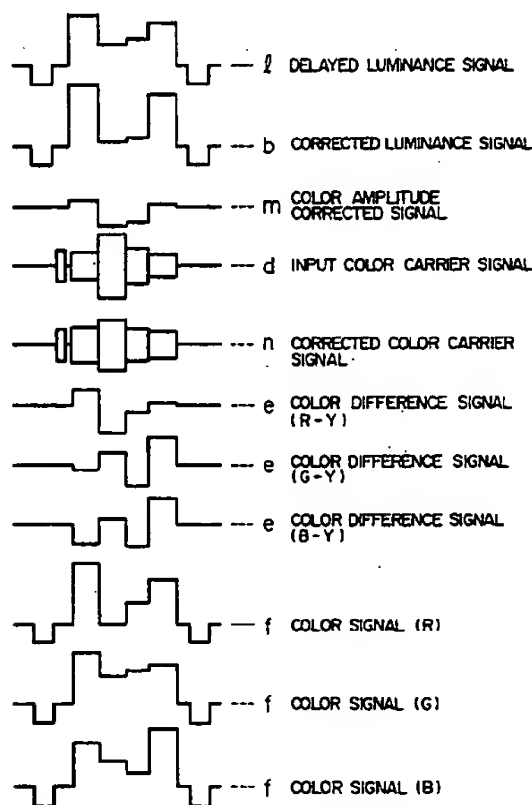 --- l DELAYED LUMINANCE SIGNAL
--- b CORRECTED LUMINANCE SIGNAL
--- m COLOR AMPLITUDE
CORRECTED SIGNAL
--- d INPUT COLOR CARRIER SIGNAL
--- n CORRECTED COLOR CARRIER
SIGNAL
--- e COLOR DIFFERENCE SIGNAL
(R-Y)
--- e COLOR DIFFERENCE SIGNAL
(G-Y)
--- e COLOR DIFFERENCE SIGNAL
(B-Y)
--- f COLOR SIGNAL (R)
--- f COLOR SIGNAL (G)
--- f COLOR SIGNAL (B)